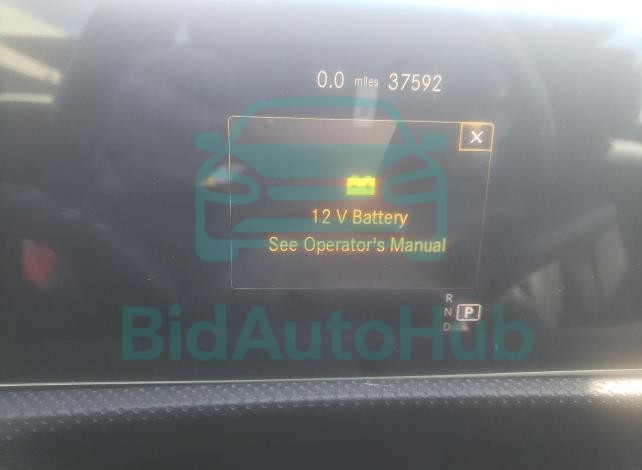 0.0 miles 37592
X
12 V Battery
See Operator's Manual
R
N P
D
BidAutoHub